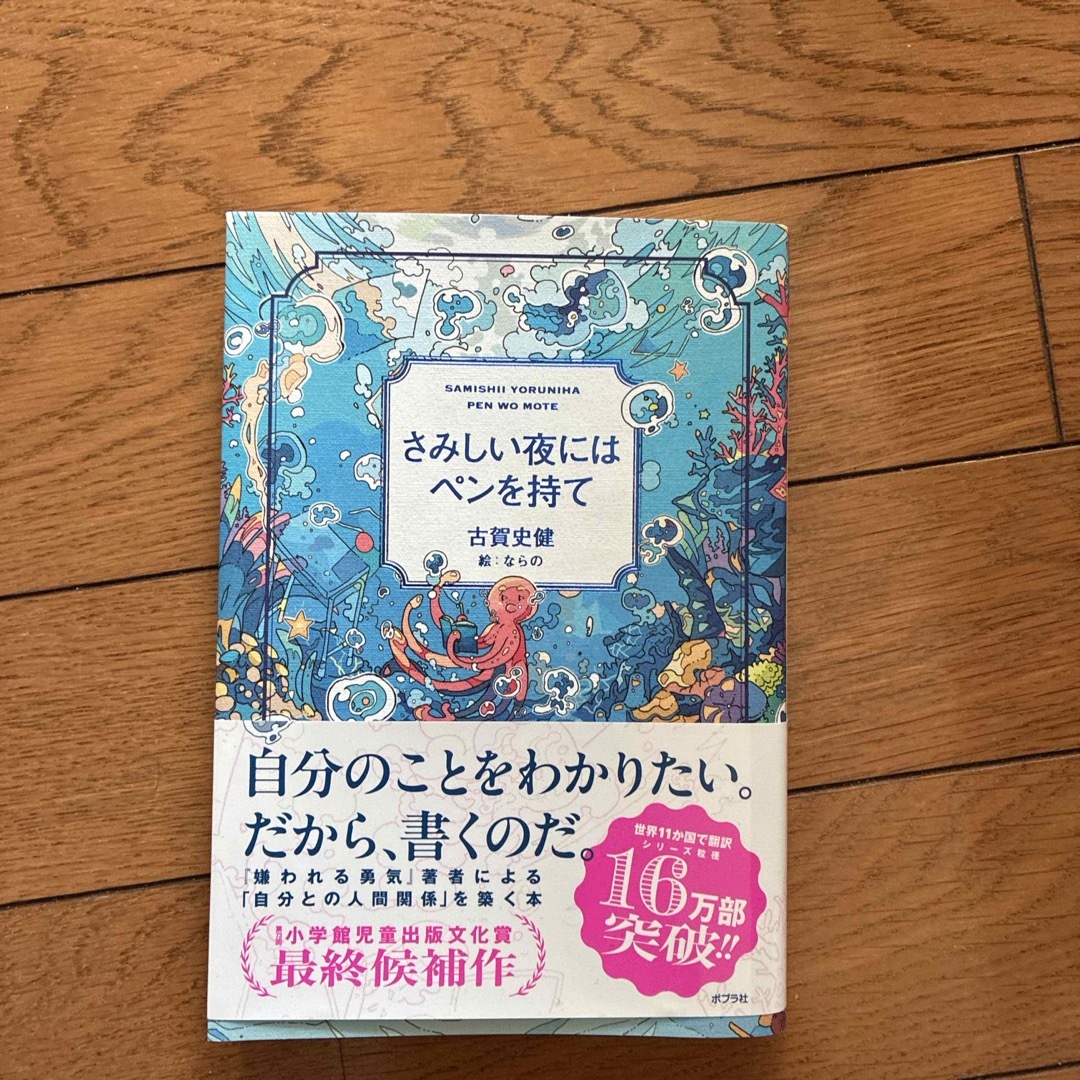 SAMISHII YORUNIHA
PEN WO MOTE
さみしい夜には
ペンを持て
古賀史健
絵:ならの
自分のことをわかりたい。
だから、書くのだ。
『嫌われる勇気』著者による
「自分との人間関係」を築く本
小学館児童出版文化賞
最終候補作
世界11か国で翻訳
シリーズ累計
16万部
突破!!
ポプラ社